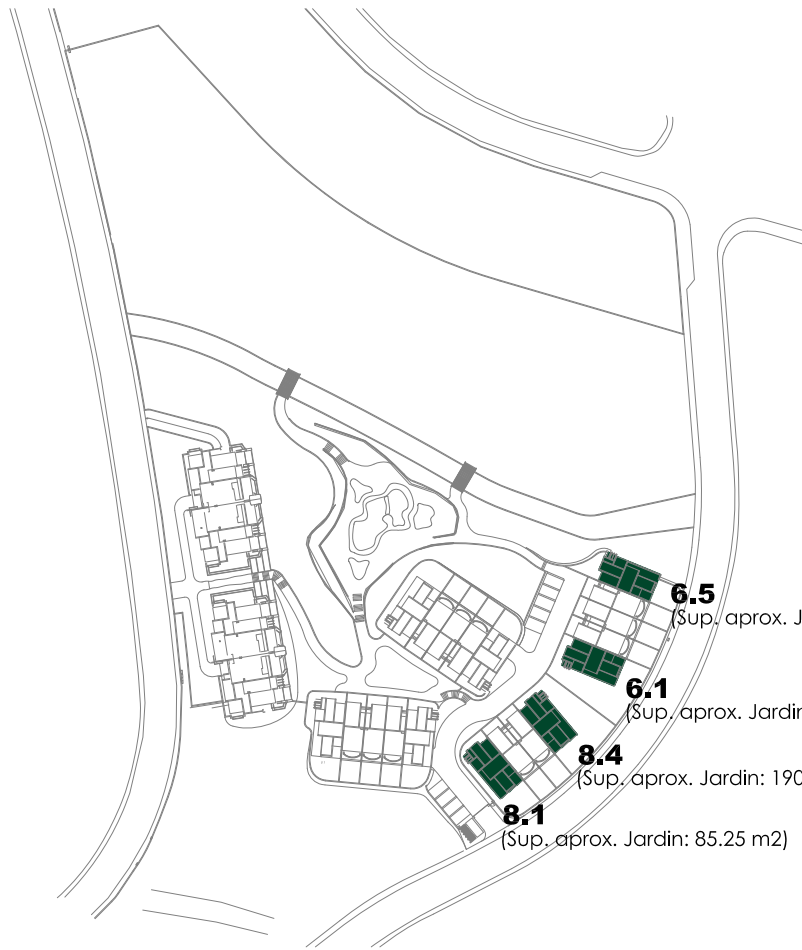 6.5
(Sup. aprox. J
6.1
(Sup. aprox. Jardin
8.4
(Sup. aprox. Jardin: 190
8.1
(Sup. aprox. Jardin: 85.25 m2)